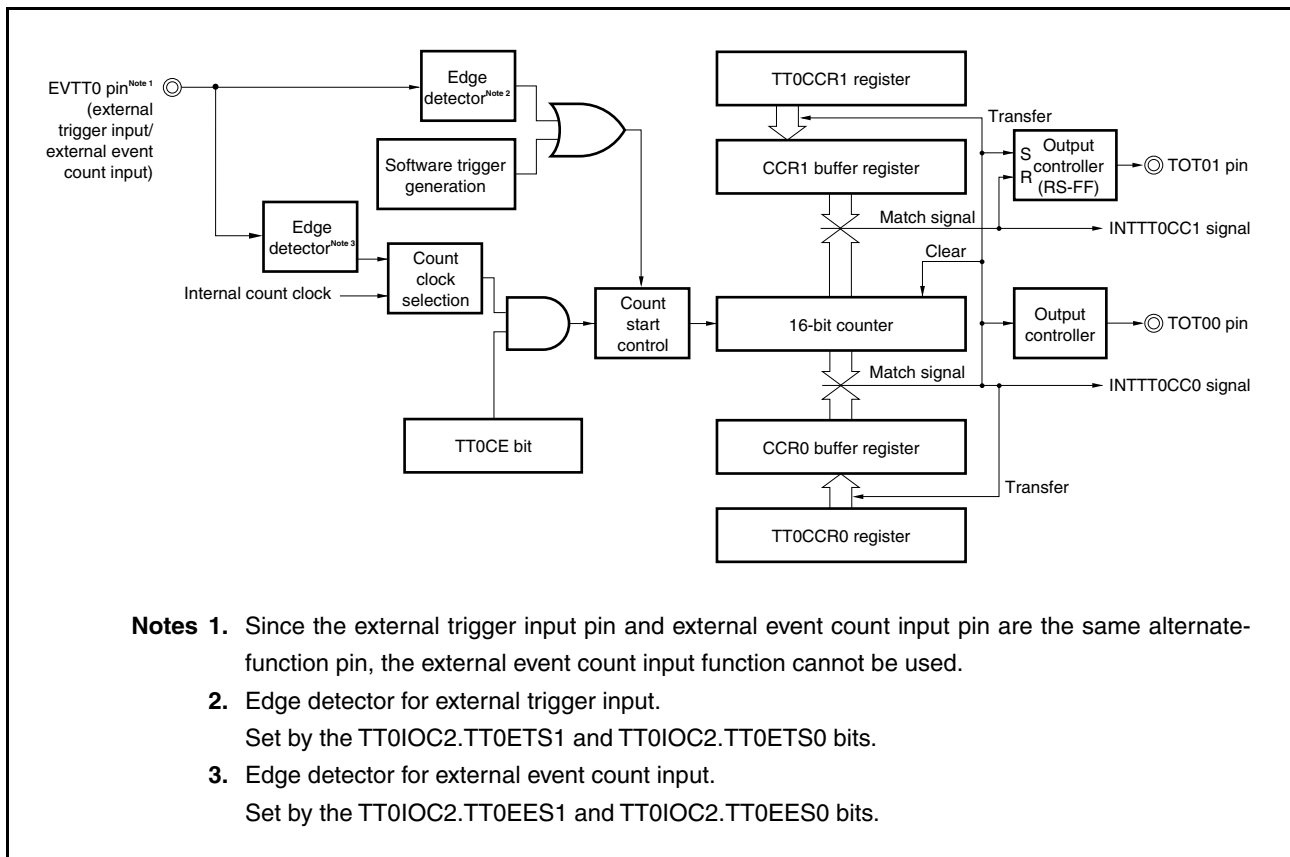 EVTT0 pin Note 1
(external
trigger input/
external event
count input)
Edge
detector Note 2
Software trigger
generation
Edge
detector Note 3
Internal count clock
Count
clock
selection
TT0CE bit
Count
start
control
TT0CCR1 register
Transfer
CCR1 buffer register
Match signal
Clear
16-bit counter
Match signal
CCR0 buffer register
Transfer
TT0CCR0 register
S
R
Output
controller
(RS-FF)
TOT01 pin
INTTT0CC1 signal
Output
controller
TOT00 pin
INTTT0CC0 signal
Notes 1. Since the external trigger input pin and external event count input pin are the same alternate-
function pin, the external event count input function cannot be used.
2. Edge detector for external trigger input.
Set by the TT0IOC2.TT0ETS1 and TT0IOC2.TT0ETS0 bits.
3. Edge detector for external event count input.
Set by the TT0IOC2.TT0EES1 and TT0IOC2.TT0EES0 bits.